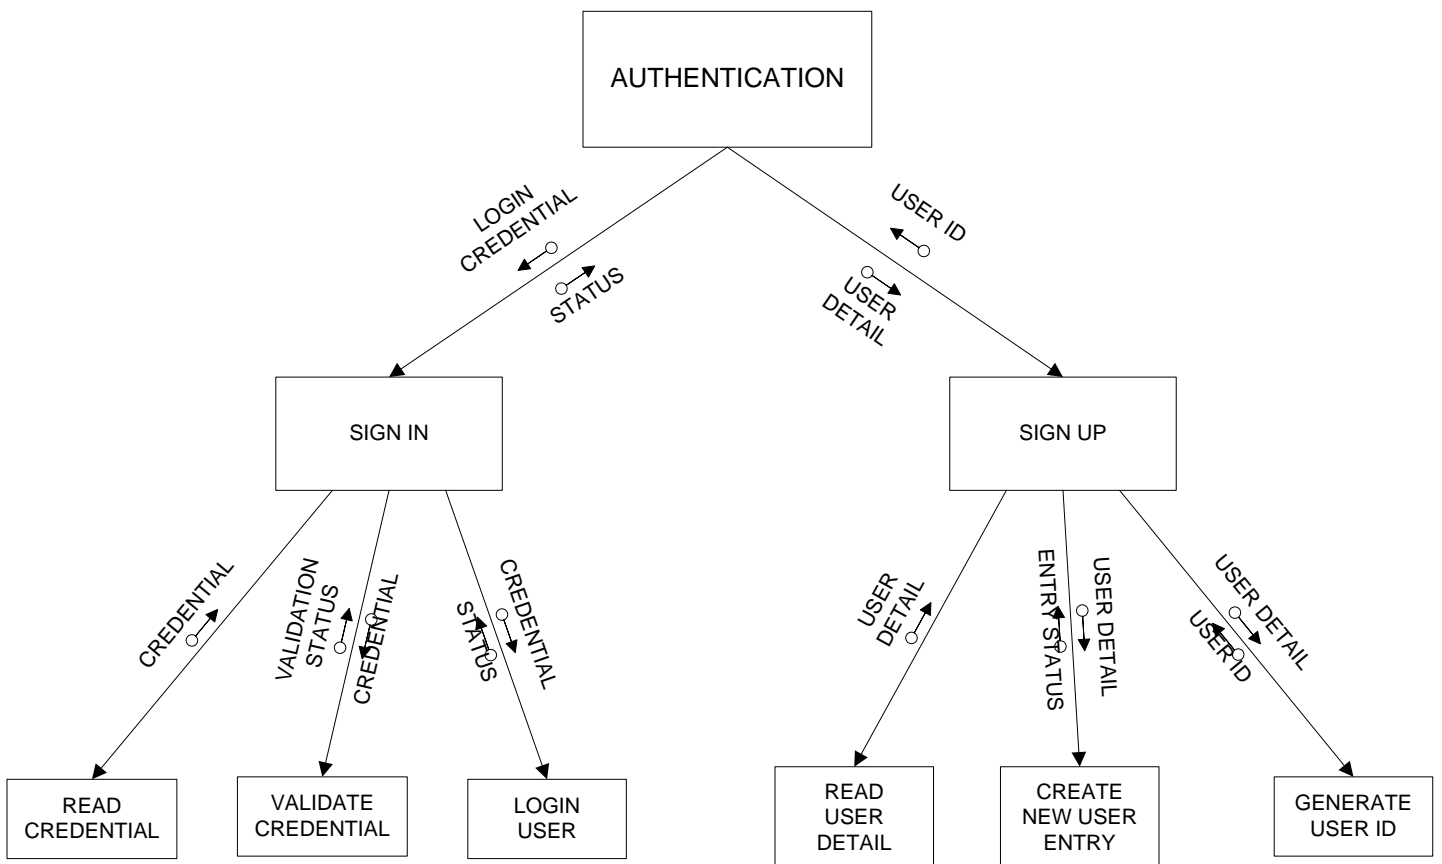 AUTHENTICATION
LOGIN
CREDENTIAL
STATUS
USER ID
USER
DETAIL
SIGN IN
SIGN UP
CREDENTIAL
VALIDATION
STATUS
CREDENTIAL
STATUS
CREDENTIAL
USER
DETAIL
ENTRY STATUS
USER DETAIL
USER ID
USER DETAIL
READ
CREDENTIAL
VALIDATE
CREDENTIAL
LOGIN
USER
READ
USER
DETAIL
CREATE
NEW USER
ENTRY
GENERATE
USER ID